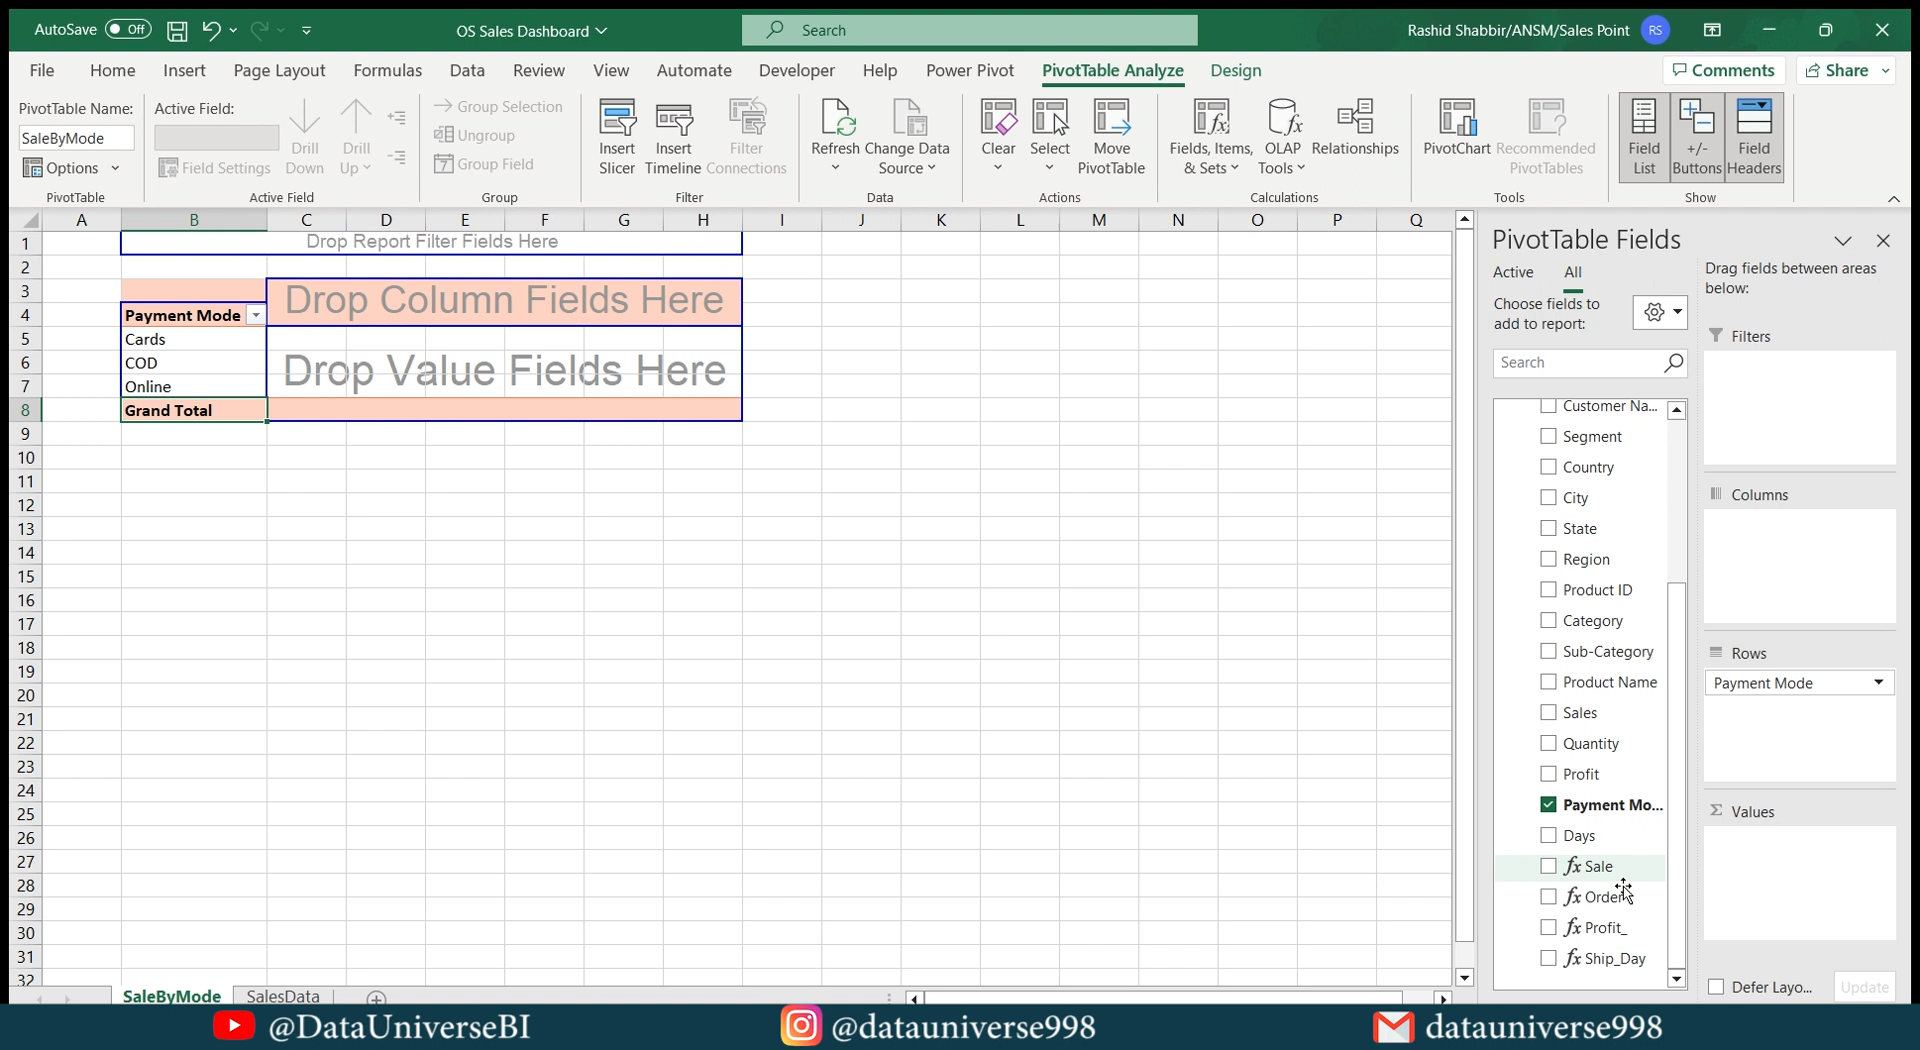 AutoSave Off OS Sales Dashboard Search Rashid Shabbir/ANSM/Sales Point RS
File Home Insert Page Layout Formulas Data Review View Automate Developer Help Power Pivot PivotTable Analyze Design Comments Share
PivotTable Name:
SaleByMode
Options
PivotTable
Active Field:
Field Settings
Drill
Down
Drill
Up
Active Field
Group Selection
Ungroup
Group Field
Group
Insert
Slicer
Insert
Timeline
Filter
Connections
Filter
Refresh
Change Data
Source
Data
Clear
Select
Move
PivotTable
Actions
Fields, Items,
& Sets
OLAP
Tools
Relationships
Calculations
PivotChart
Recommended
PivotTables
Tools
Field
List
+/-
Buttons
Field
Headers
Show
A B C D E F G H I J K L M N O P Q
1 Drop Report Filter Fields Here
2
3 Drop Column Fields Here
4 Payment Mode
5 Cards
6 COD Drop Value Fields Here
7 Online
8 Grand Total
9
10
11
12
13
14
15
16
17
18
19
20
21
22
23
24
25
26
27
28
29
30
31
32
SaleByMode SalesData
PivotTable Fields
Active All
Choose fields to
add to report:
Search
Customer Na...
Segment
Country
City
State
Region
Product ID
Category
Sub-Category
Product Name
Sales
Quantity
Profit
Payment Mo...
Days
fx Sale
fx Order
fx Profit_
fx Ship_Day
Drag fields between areas
below:
Filters
Columns
Rows
Payment Mode
Σ Values
Defer Layo... Update
@DataUniverseBI @datauniverse998 datauniverse998